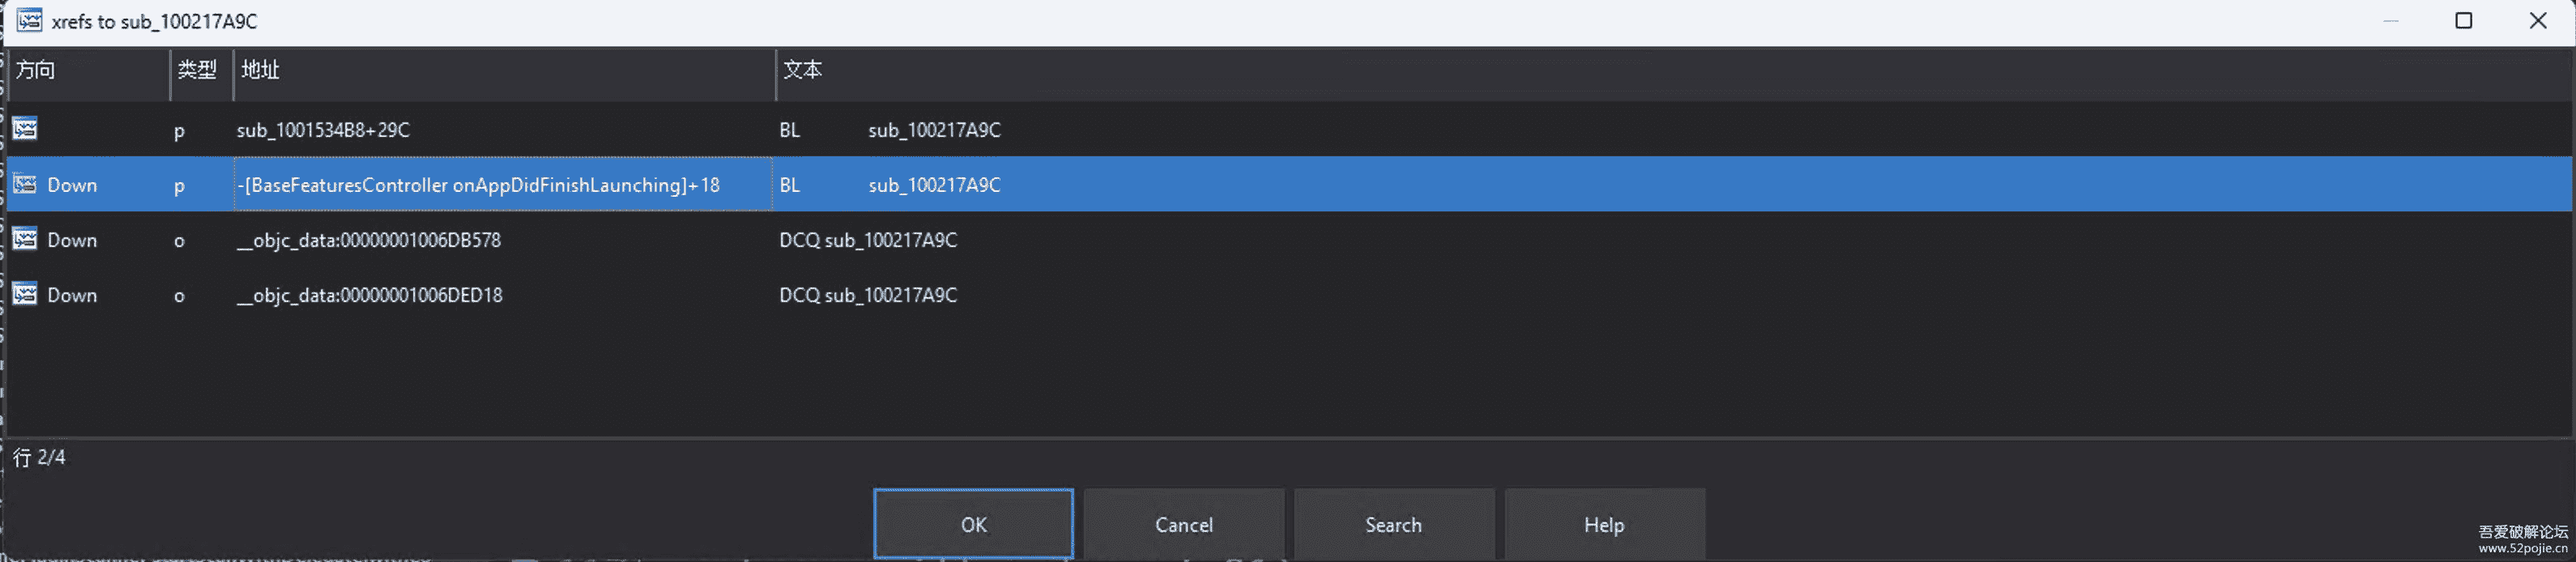 xrefs to sub_100217A9C
方向 类型 地址 文本
p sub_1001534B8+29C BL sub_100217A9C
Down p -[BaseFeaturesController onAppDidFinishLaunching]+18 BL sub_100217A9C
Down o __objc_data:00000001006DB578 DCQ sub_100217A9C
Down o __objc_data:00000001006DED18 DCQ sub_100217A9C
行 2/4
OK Cancel Search Help
吾爱破解论坛
www.52pojie.cn